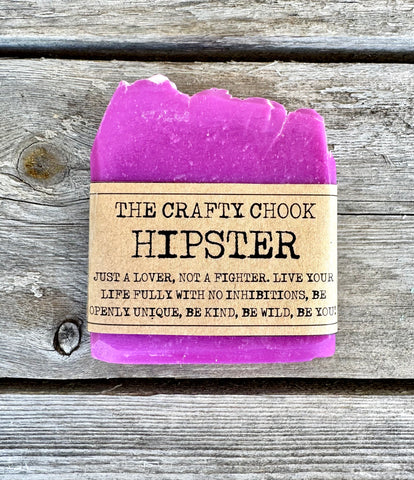 THE CRAFTY CHOOK
HIPSTER
JUST A LOVER, NOT A FIGHTER. LIVE YOUR
LIFE FULLY WITH NO INHIBITIONS, BE
OPENLY UNIQUE, BE KIND, BE WILD, BE YOU!